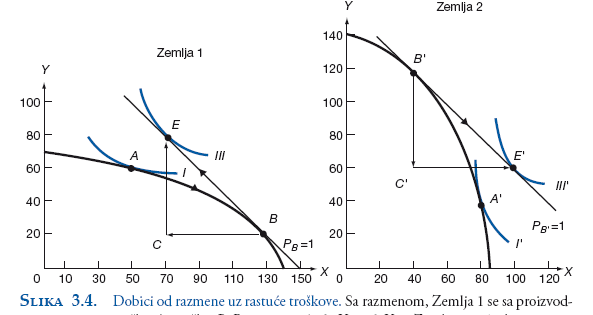 Zemlja 1
Y
100
80
60
40
20
0 10 30 50 70 90 110 130 150 X
A
I
E
III
B
C
P_B=1
Zemlja 2
Y
140
120
100
80
60
40
20
0 20 40 60 80 100 120 X
B'
C'
E'
III'
A'
I'
P_B'=1
SLIKA 3.4. Dobici od razmene uz rastuće troškove. Sa razmenom, Zemlja 1 se sa proizvod-